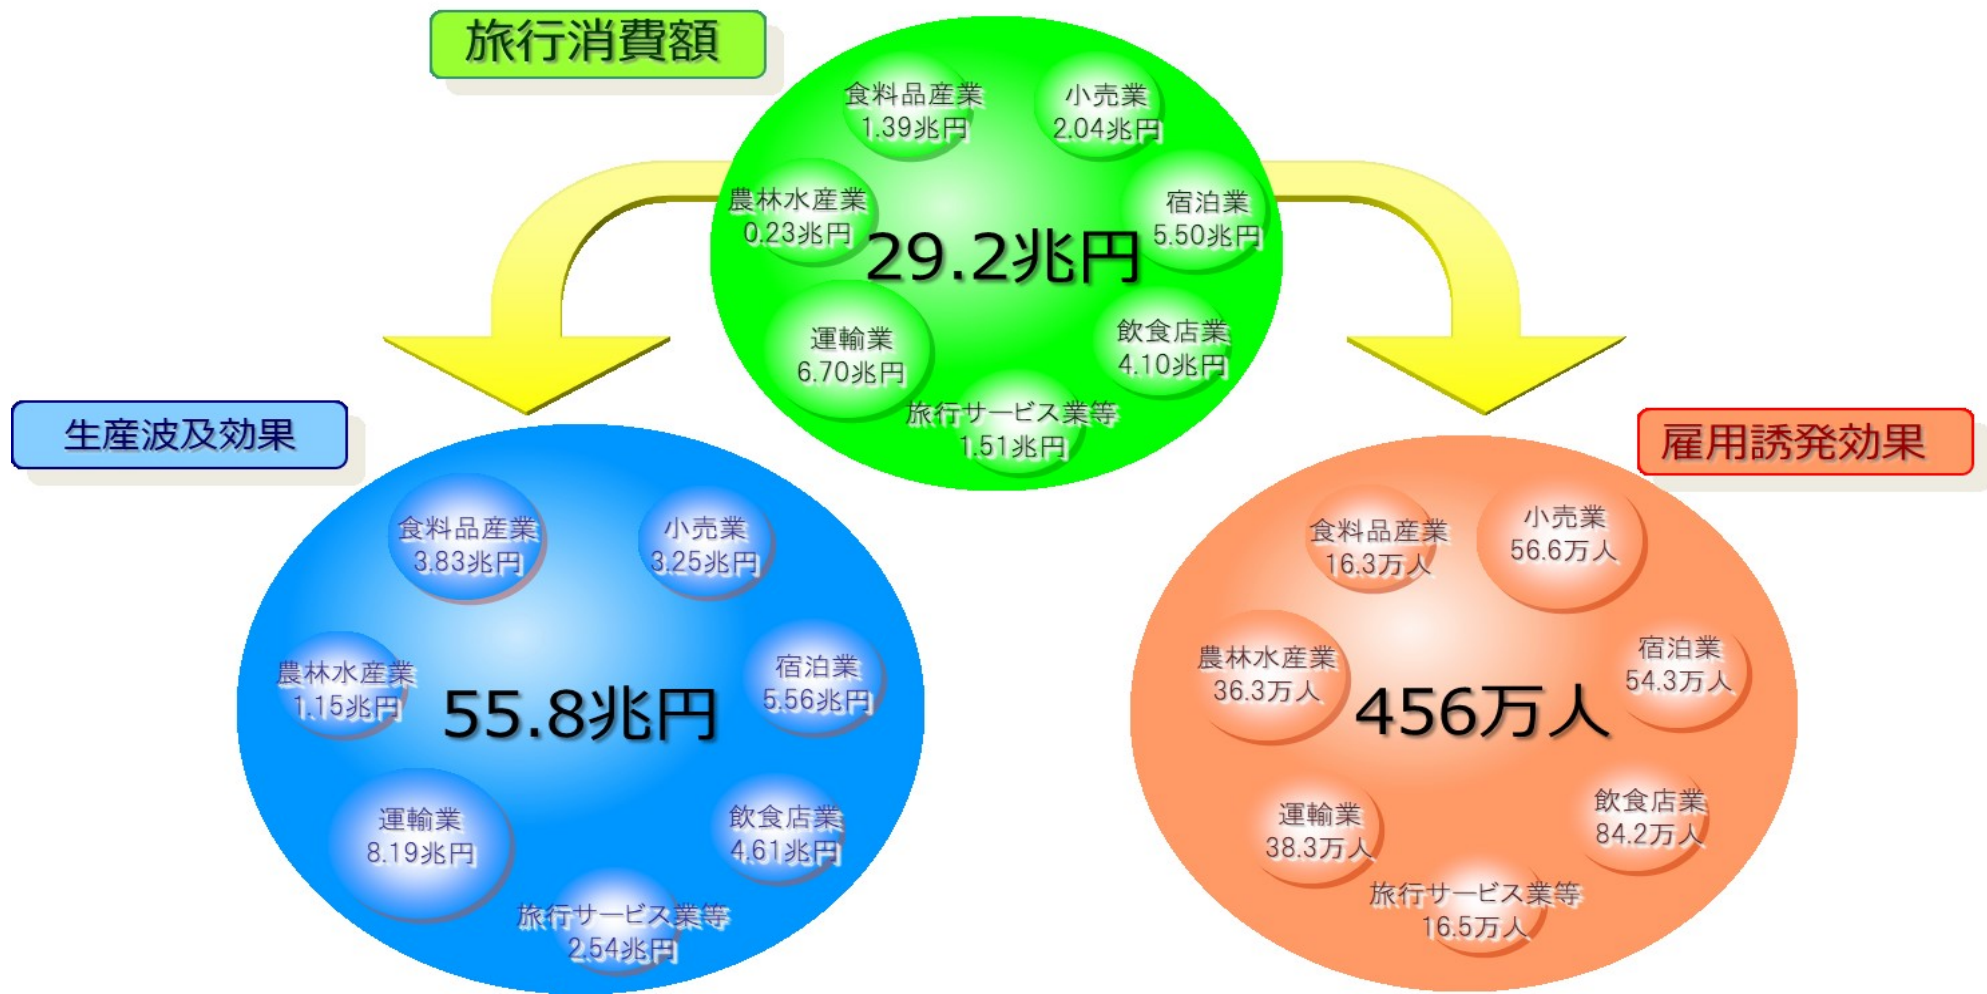 旅行消費額
食料品産業
1.39兆円
小売業
2.04兆円
農林水産業
0.23兆円
宿泊業
5.50兆円
29.2兆円
運輸業
6.70兆円
飲食店業
4.10兆円
旅行サービス業等
1.51兆円
生産波及効果
食料品産業
3.83兆円
小売業
3.25兆円
農林水産業
1.15兆円
宿泊業
5.56兆円
55.8兆円
運輸業
8.19兆円
飲食店業
4.61兆円
旅行サービス業等
2.54兆円
雇用誘発効果
食料品産業
16.3万人
小売業
56.6万人
農林水産業
36.3万人
宿泊業
54.3万人
456万人
運輸業
38.3万人
飲食店業
84.2万人
旅行サービス業等
16.5万人